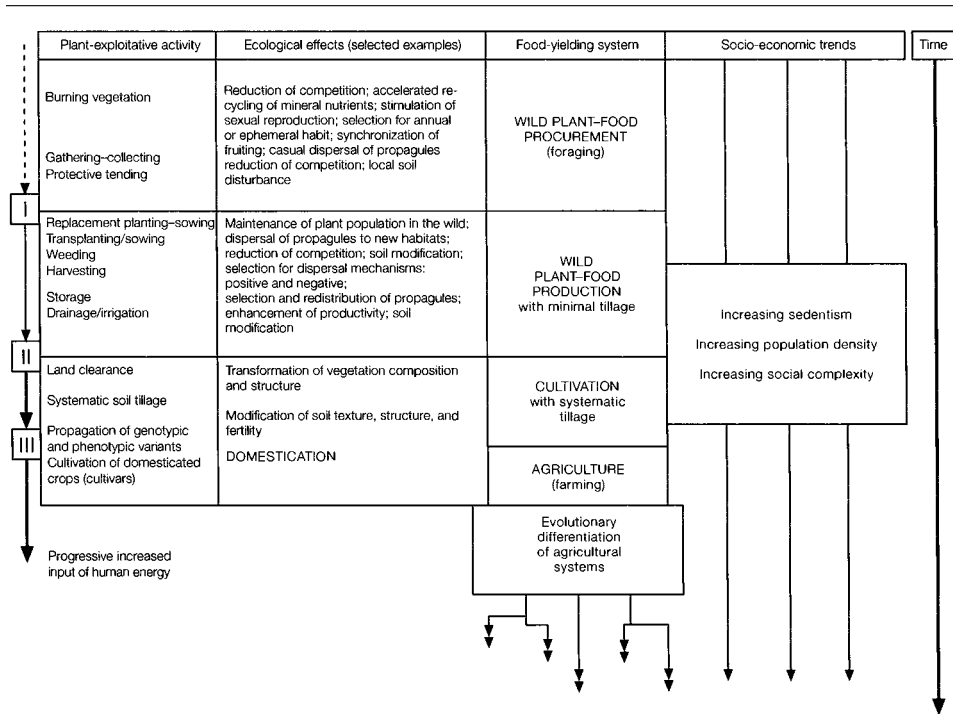 Plant-exploitative activity
Ecological effects (selected examples)
Food-yielding system
Socio-economic trends
Time
Burning vegetation
Gathering-collecting
Protective tending
Reduction of competition; accelerated re-
cycling of mineral nutrients; stimulation of
sexual reproduction; selection for annual
or ephemeral habit; synchronization of
fruiting; casual dispersal of propagules
reduction of competition; local soil
disturbance
WILD PLANT–FOOD
PROCUREMENT
(foraging)
I
Replacement planting–sowing
Transplanting/sowing
Weeding
Harvesting
Storage
Drainage/irrigation
Maintenance of plant population in the wild;
dispersal of propagules to new habitats;
reduction of competition; soil modification;
selection for dispersal mechanisms:
positive and negative;
selection and redistribution of propagules;
enhancement of productivity; soil
modification
WILD
PLANT–FOOD
PRODUCTION
with minimal tillage
Increasing sedentism
Increasing population density
Increasing social complexity
II
Land clearance
Systematic soil tillage
Transformation of vegetation composition
and structure
Modification of soil texture, structure, and
fertility
CULTIVATION
with systematic
tillage
III
Propagation of genotypic
and phenotypic variants
Cultivation of domesticated
crops (cultivars)
DOMESTICATION
AGRICULTURE
(farming)
Evolutionary
differentiation
of agricultural
systems
Progressive increased
input of human energy